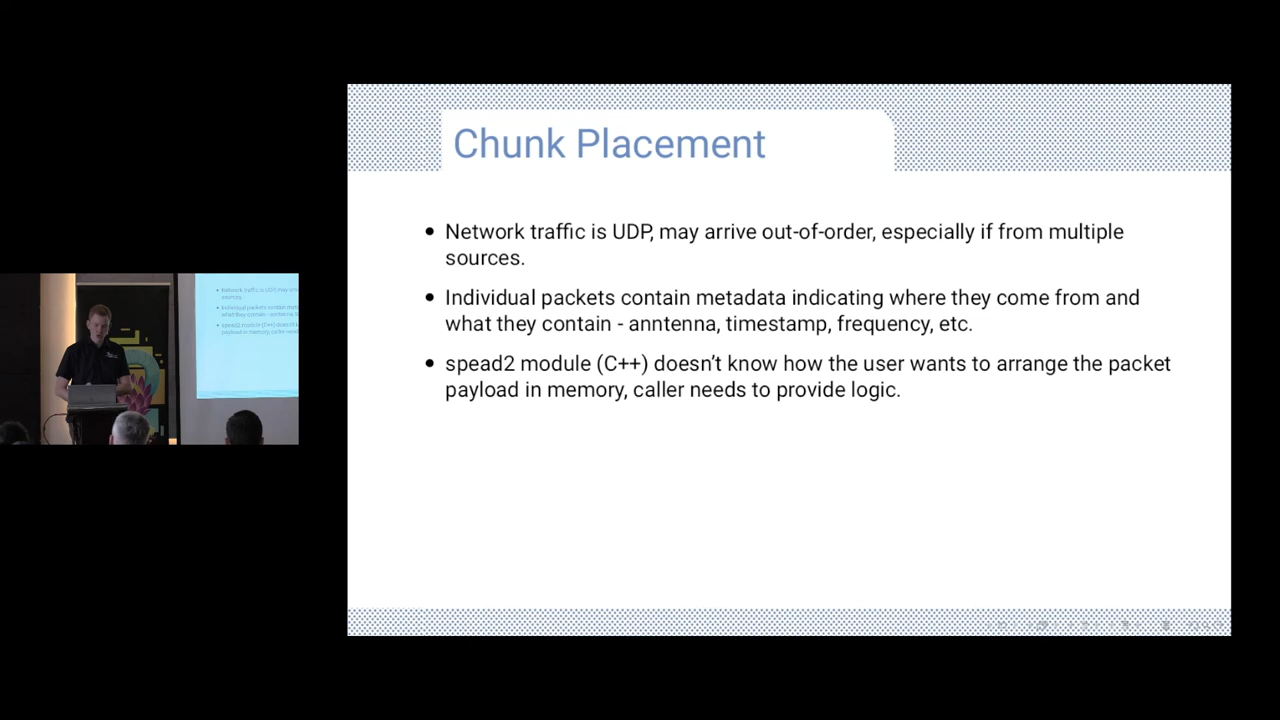 Chunk Placement
• Network traffic is UDP, may arrive out-of-order, especially if from multiple
sources.
• Individual packets contain metadata indicating where they come from and
what they contain - anntenna, timestamp, frequency, etc.
• spead2 module (C++) doesn't know how the user wants to arrange the packet
payload in memory, caller needs to provide logic.